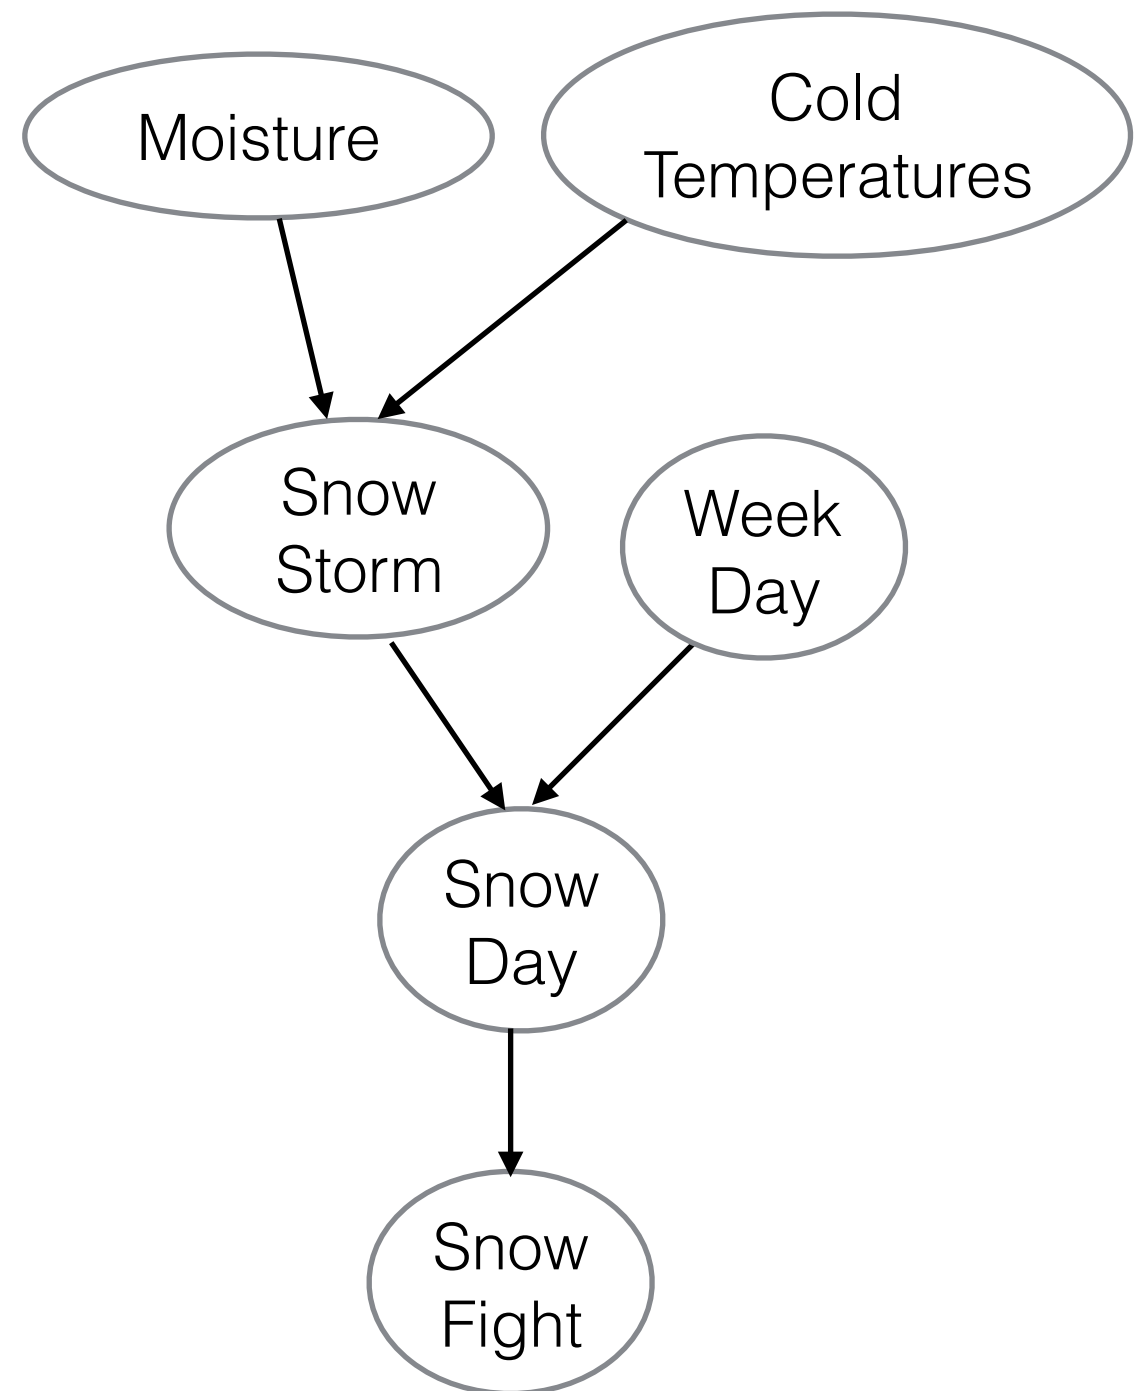 Moisture
Cold
Temperatures
Snow
Storm
Week
Day
Snow
Day
Snow
Fight